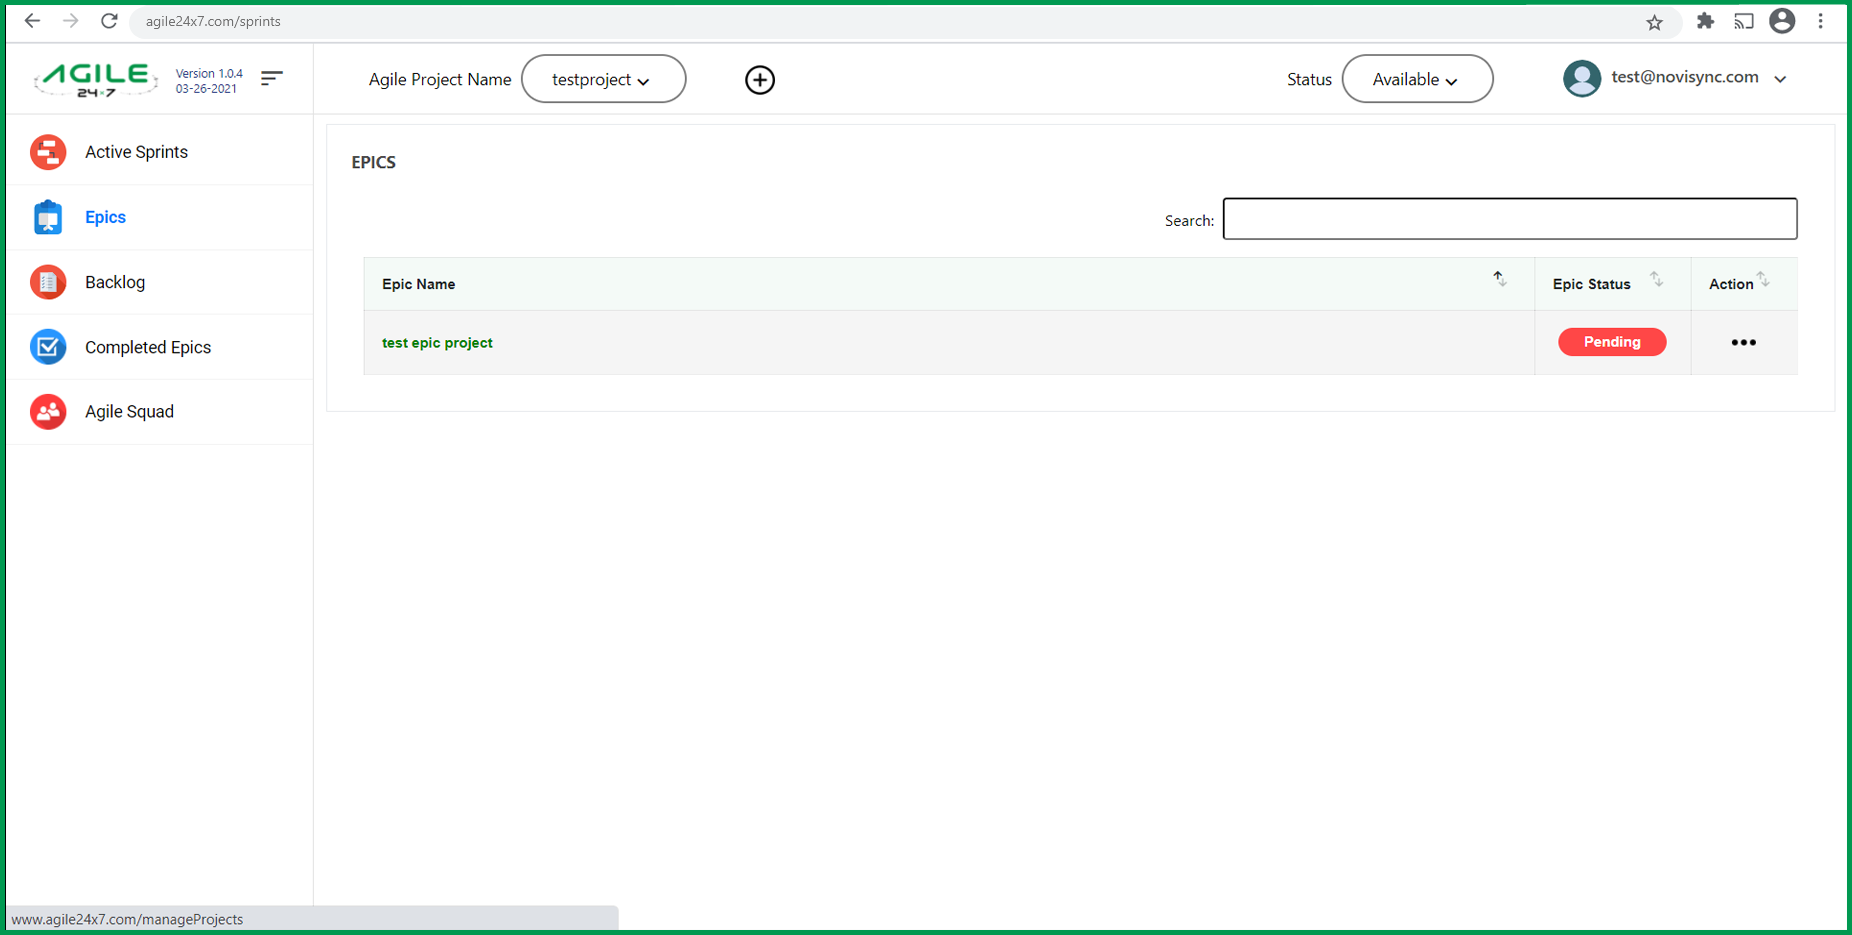 agile24x7.com/sprints
AGILE
24x7
Version 1.0.4
03-26-2021
Agile Project Name
testproject
Status
Available
test@novisync.com
Active Sprints
Epics
Backlog
Completed Epics
Agile Squad
EPICS
Search:
Epic Name
Epic Status
Action
test epic project
Pending
www.agile24x7.com/manageProjects